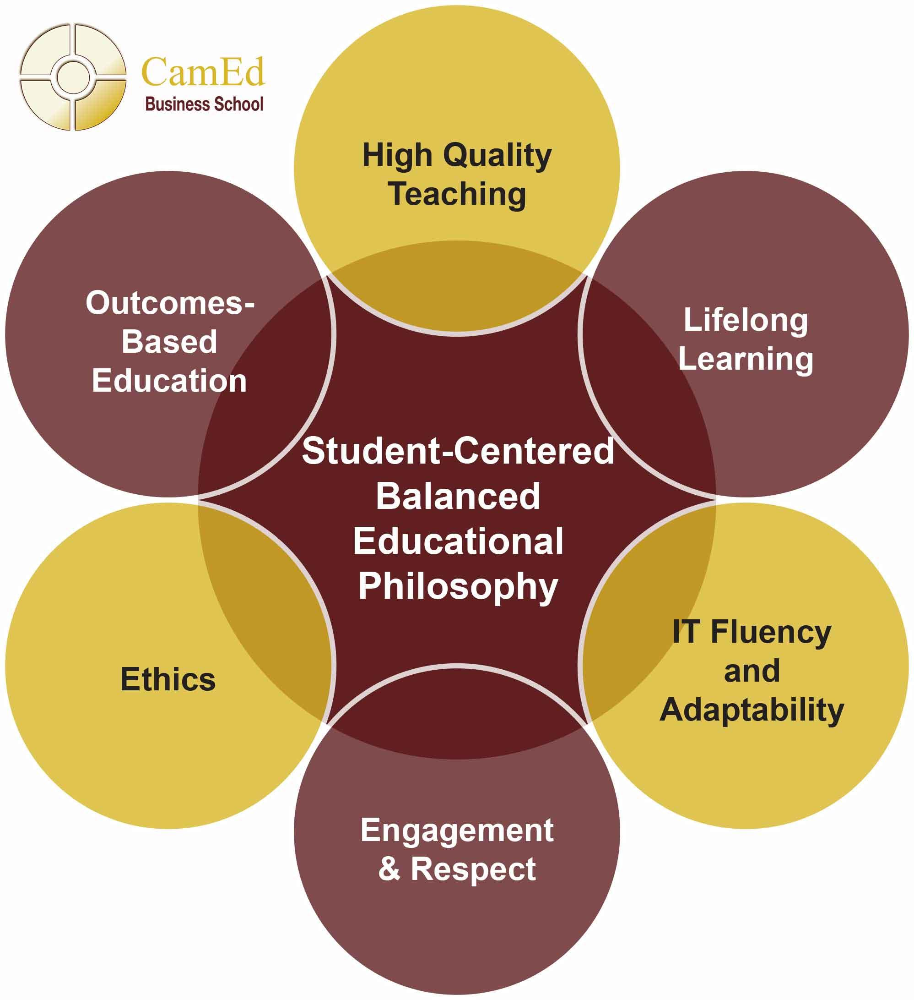 CamEd
Business School
High Quality
Teaching
Outcomes-
Based
Education
Lifelong
Learning
Student-Centered
Balanced
Educational
Philosophy
Ethics
IT Fluency
and
Adaptability
Engagement
& Respect